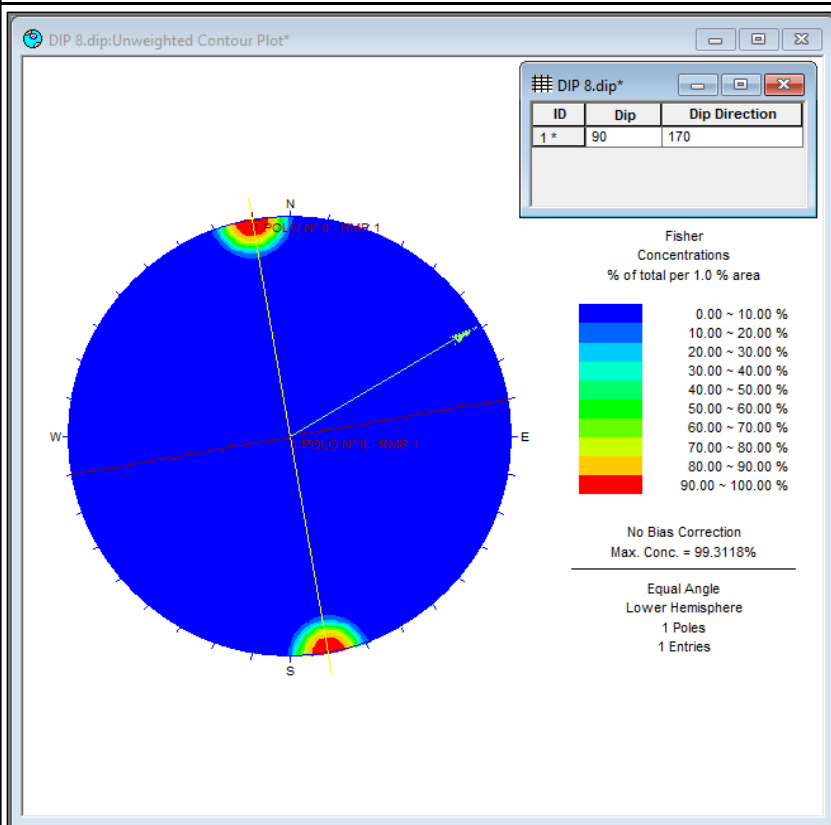 DIP 8.dip:Unweighted Contour Plot*
DIP 8.dip*
ID Dip Dip Direction
1 * 90 170
N
1 POLO N° 8 - RMR 1
W
E
1 POLO N° 8 - RMR 1
S
Fisher
Concentrations
% of total per 1.0 % area
0.00 ~ 10.00 %
10.00 ~ 20.00 %
20.00 ~ 30.00 %
30.00 ~ 40.00 %
40.00 ~ 50.00 %
50.00 ~ 60.00 %
60.00 ~ 70.00 %
70.00 ~ 80.00 %
80.00 ~ 90.00 %
90.00 ~ 100.00 %
No Bias Correction
Max. Conc. = 99.3118%
Equal Angle
Lower Hemisphere
1 Poles
1 Entries